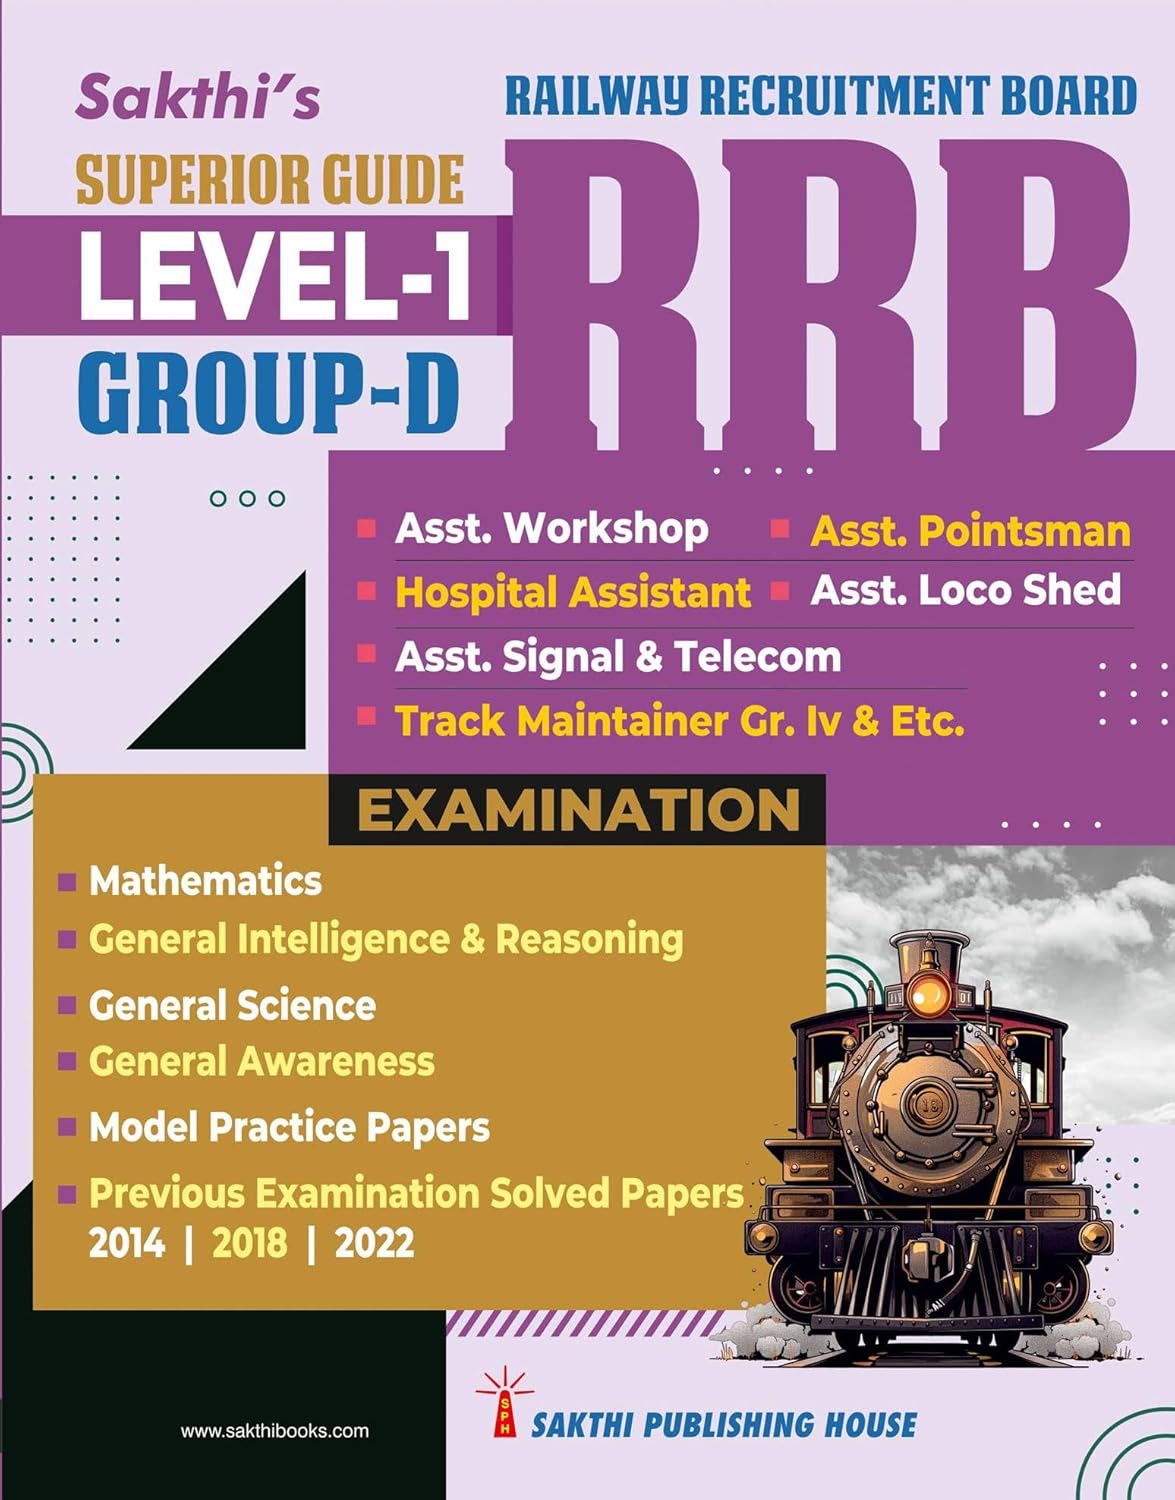 Sakthi's
RAILWAY RECRUITMENT BOARD
SUPERIOR GUIDE
RRB
LEVEL-1
GROUP-D
Asst. Workshop
Asst. Pointsman
Hospital Assistant
Asst. Loco Shed
Asst. Signal & Telecom
Track Maintainer Gr. Iv & Etc.
EXAMINATION
Mathematics
General Intelligence & Reasoning
General Science
General Awareness
Model Practice Papers
Previous Examination Solved Papers
2014 | 2018 | 2022
SPH
SAKTHI PUBLISHING HOUSE
www.sakthibooks.com